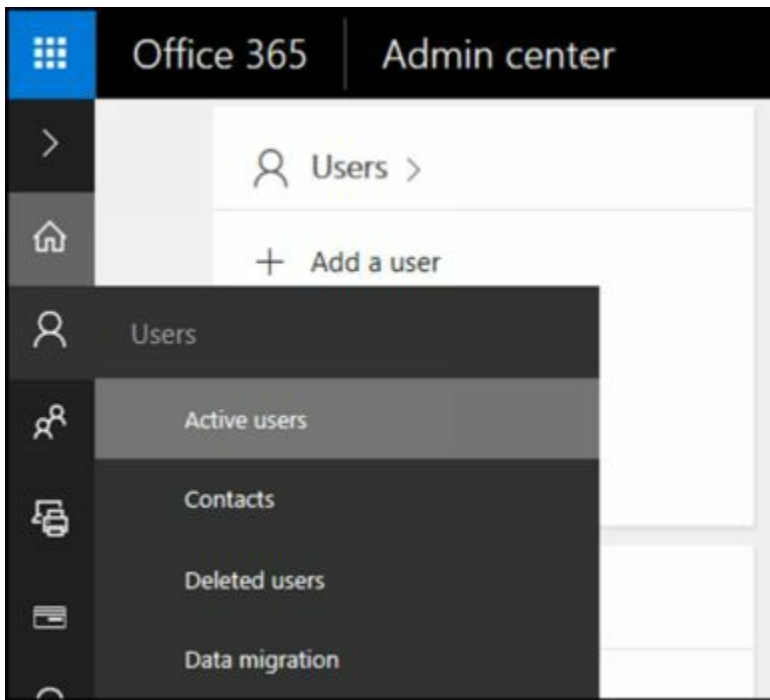 Office 365 Admin center
Users
Add a user
Users
Active users
Contacts
Deleted users
Data migration